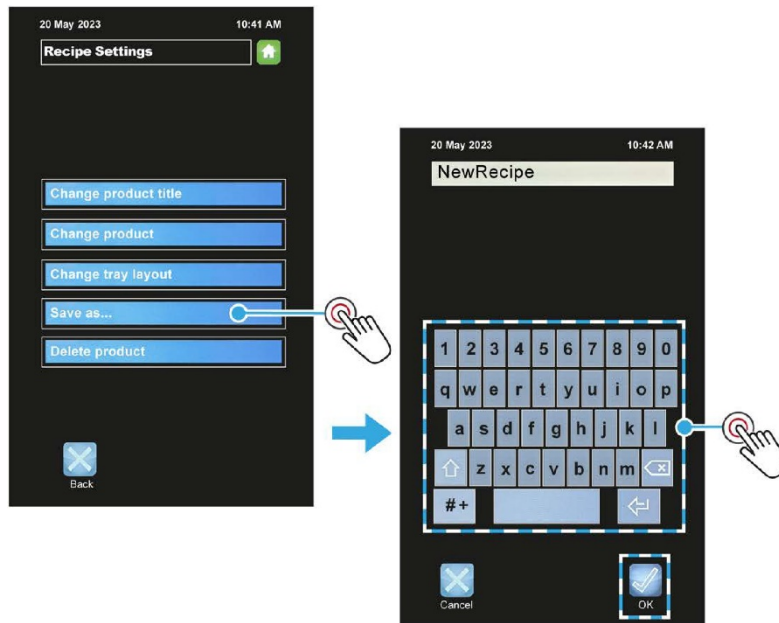 20 May 2023 10:41 AM
Recipe Settings
Change product title
Change product
Change tray layout
Save as...
Delete product
Back
20 May 2023 10:42 AM
NewRecipe
1 2 3 4 5 6 7 8 9 0
q w e r t y u i o p
a s d f g h j k l
z x c v b n m
#+
Cancel
OK